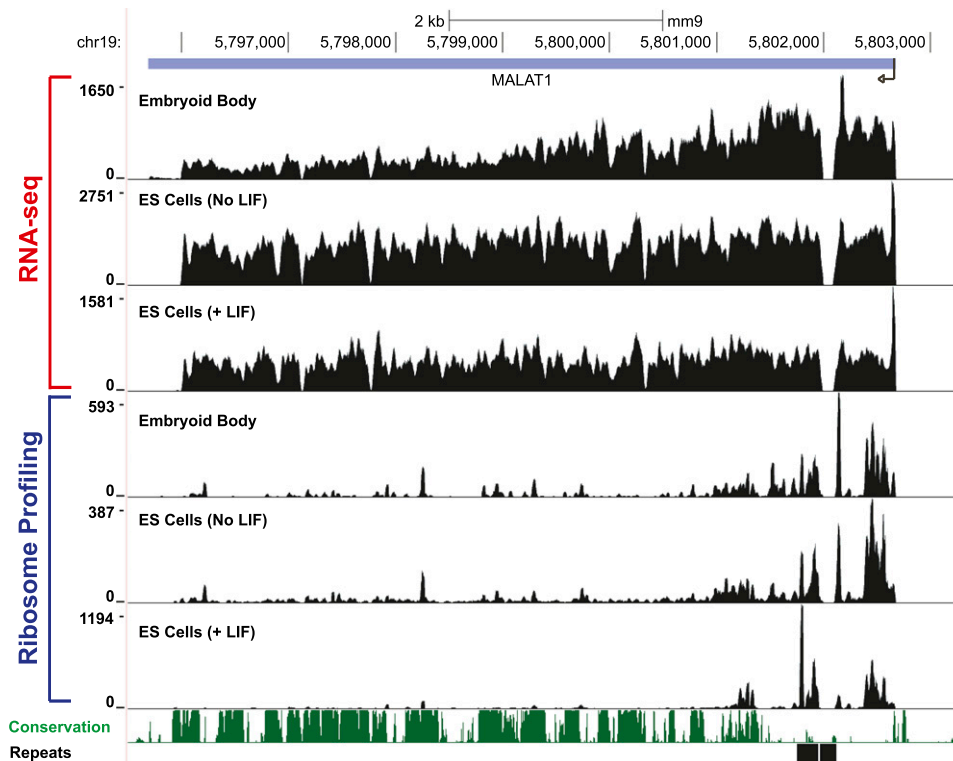 2 kb mm9
chr19: 5,797,000 5,798,000 5,799,000 5,800,000 5,801,000 5,802,000 5,803,000
MALAT1
RNA-seq
1650
Embryoid Body
0
2751
ES Cells (No LIF)
0
1581
ES Cells (+ LIF)
0
Ribosome Profiling
593
Embryoid Body
0
387
ES Cells (No LIF)
0
1194
ES Cells (+ LIF)
0
Conservation
Repeats